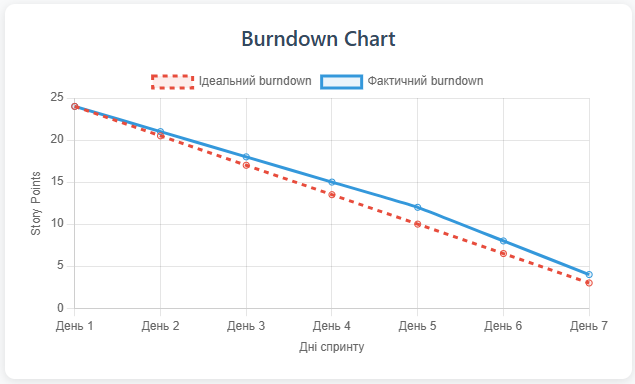 Burndown Chart
Ідеальний burndown Фактичний burndown
25
20
15
10
5
0
Story Points
День 1 День 2 День 3 День 4 День 5 День 6 День 7
Дні спринту